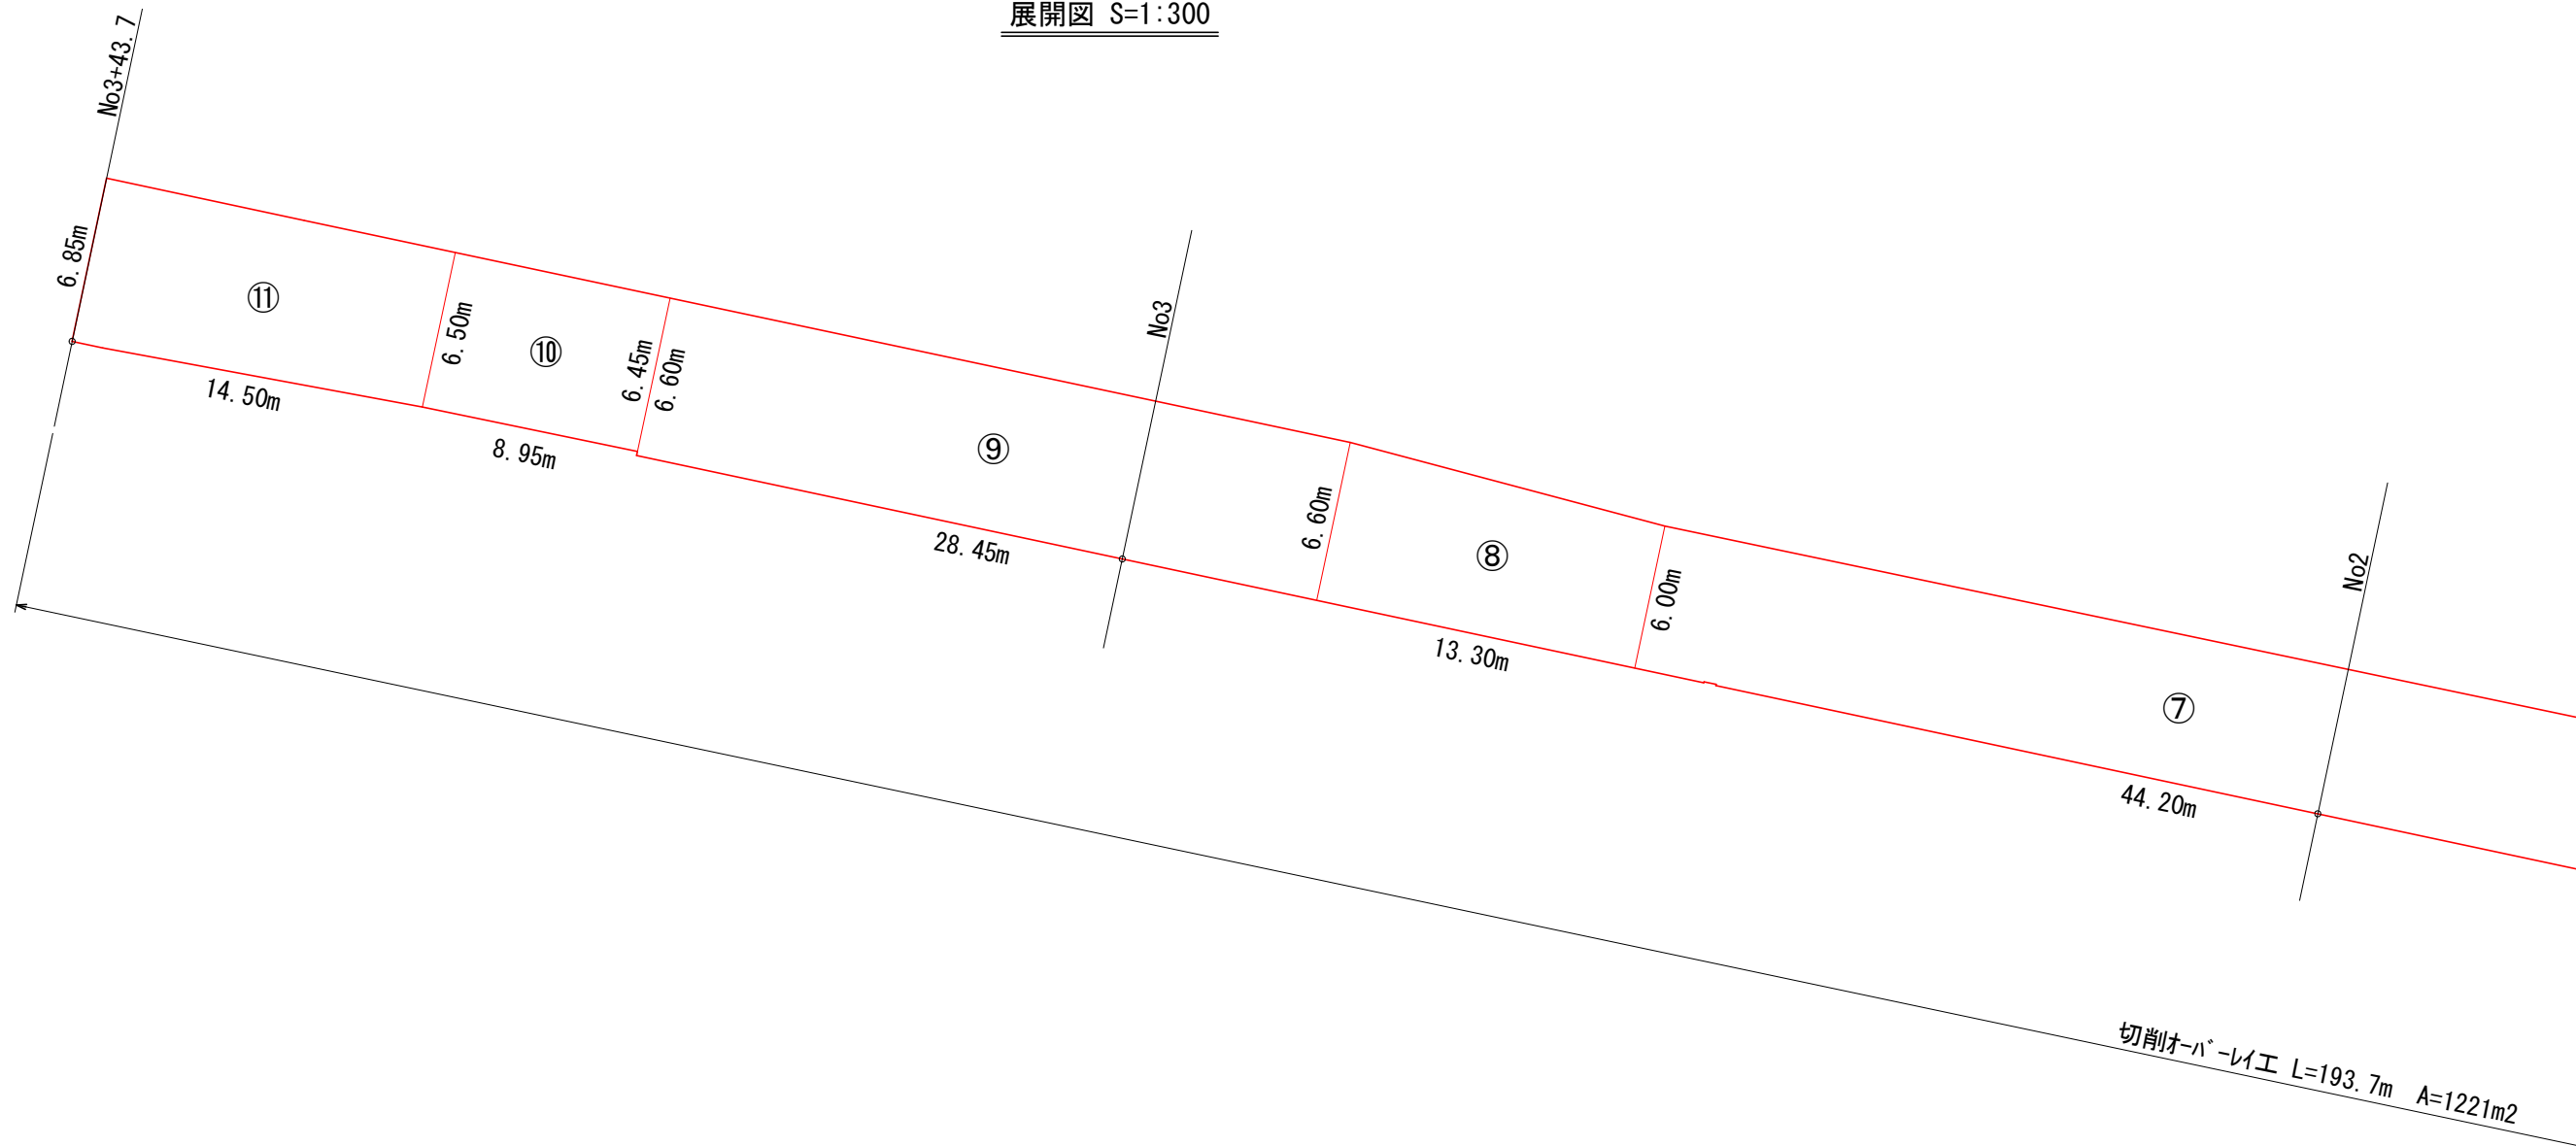 展開図 S=1:300
No3+43.7
6.85m
⑪
14.50m
6.50m
⑩
8.95m
6.45m
6.60m
⑨
28.45m
No3
6.60m
⑧
13.30m
6.00m
No2
⑦
44.20m
切削ｵｰﾊﾞｰﾚｲ工 L=193.7m A=1221m2